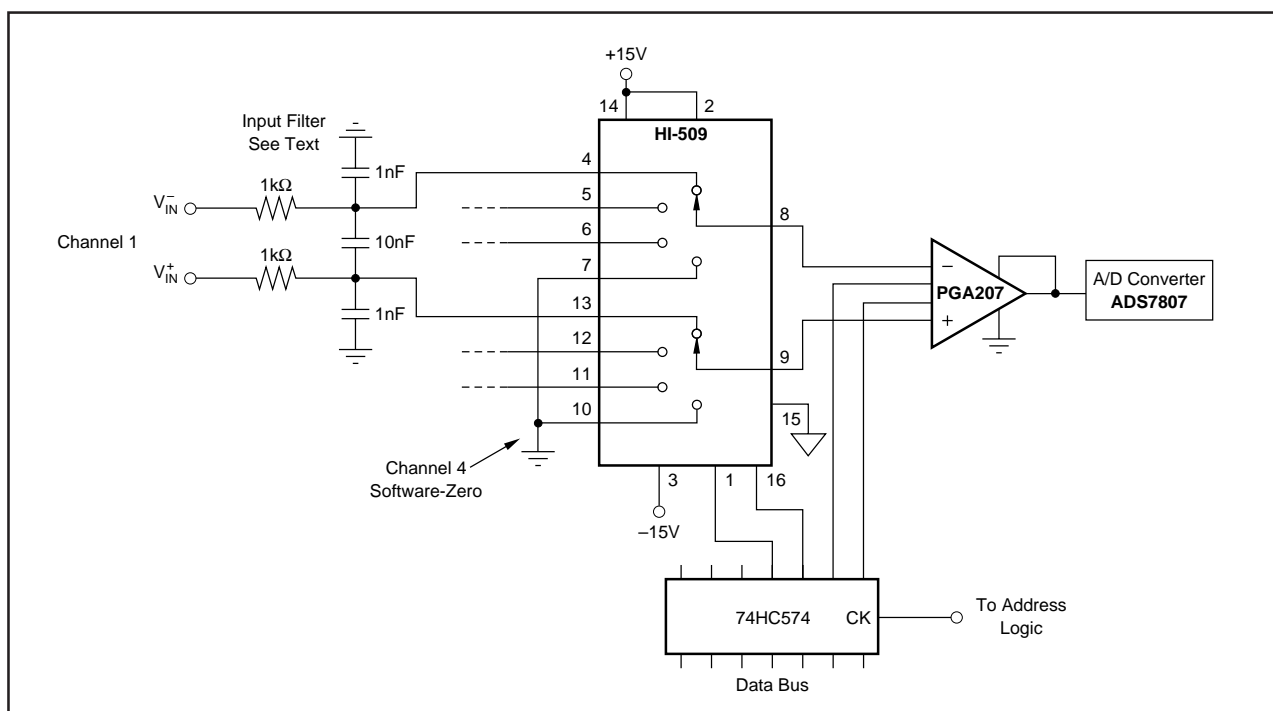 +15V
14
2
HI-509
Input Filter
See Text
1nF
4
1kΩ
V⁻IN
5
8
10nF
6
Channel 1
1kΩ
V⁺IN
7
–
PGA207
+
A/D Converter
ADS7807
13
1nF
12
9
11
10
15
Channel 4
Software-Zero
3
1
16
–15V
74HC574
CK
To Address
Logic
Data Bus